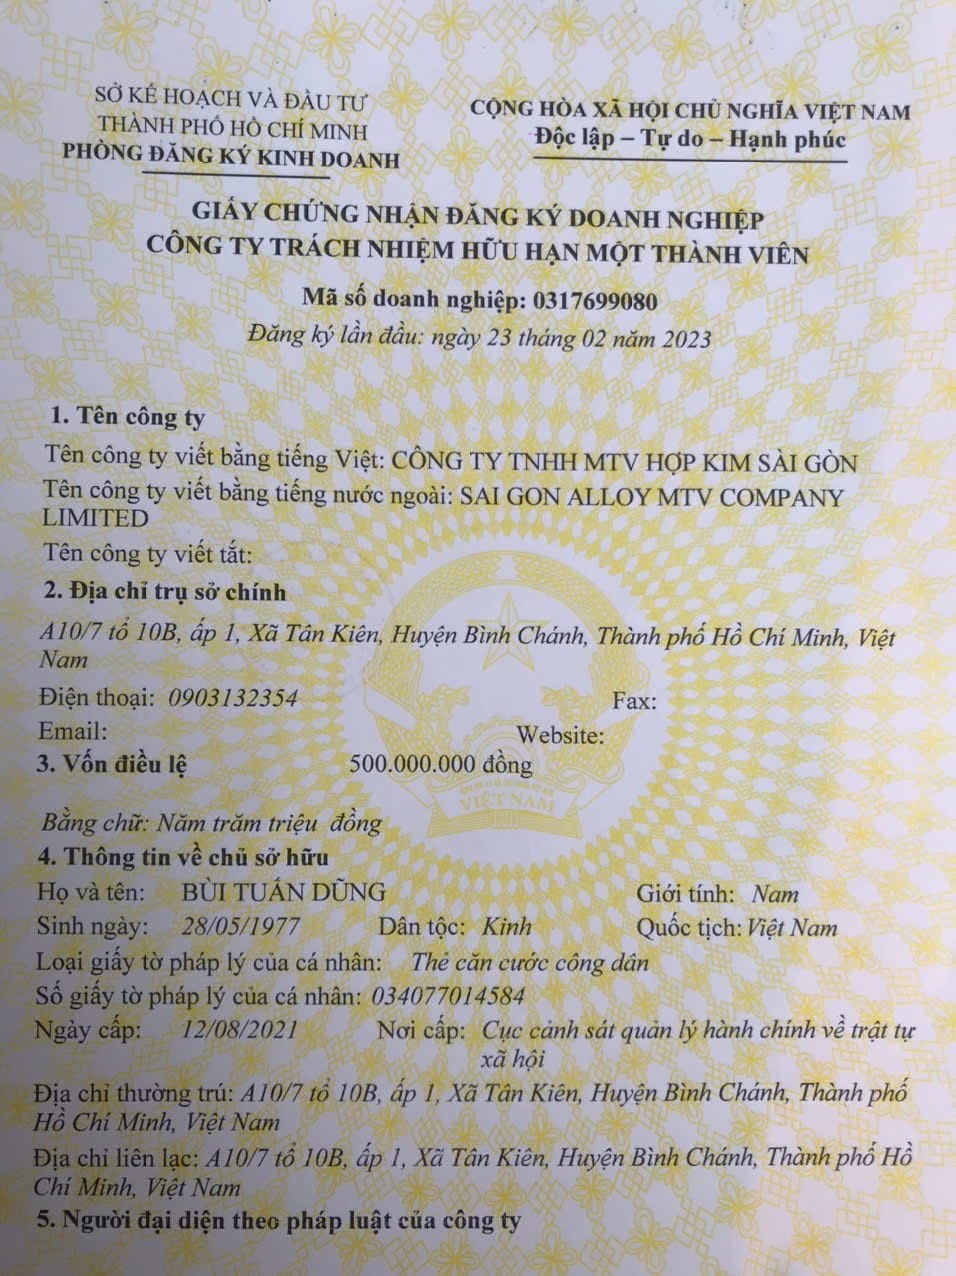 SỞ KẾ HOẠCH VÀ ĐẦU TƯ
THÀNH PHỐ HỒ CHÍ MINH
PHÒNG ĐĂNG KÝ KINH DOANH
CỘNG HÒA XÃ HỘI CHỦ NGHĨA VIỆT NAM
Độc lập – Tự do – Hạnh phúc
GIẤY CHỨNG NHẬN ĐĂNG KÝ DOANH NGHIỆP
CÔNG TY TRÁCH NHIỆM HỮU HẠN MỘT THÀNH VIÊN
Mã số doanh nghiệp: 0317699080
Đăng ký lần đầu: ngày 23 tháng 02 năm 2023
1. Tên công ty
Tên công ty viết bằng tiếng Việt: CÔNG TY TNHH MTV HỢP KIM SÀI GÒN
Tên công ty viết bằng tiếng nước ngoài: SAI GON ALLOY MTV COMPANY
LIMITED
Tên công ty viết tắt:
2. Địa chỉ trụ sở chính
A10/7 tổ 10B, ấp 1, Xã Tân Kiên, Huyện Bình Chánh, Thành phố Hồ Chí Minh, Việt
Nam
Điện thoại: 0903132354 Fax:
Email: Website:
3. Vốn điều lệ 500.000.000 đồng
VIỆT NAM
Bằng chữ: Năm trăm triệu đồng
4. Thông tin về chủ sở hữu
Họ và tên: BÙI TUẤN DŨNG Giới tính: Nam
Sinh ngày: 28/05/1977 Dân tộc: Kinh Quốc tịch: Việt Nam
Loại giấy tờ pháp lý của cá nhân: Thẻ căn cước công dân
Số giấy tờ pháp lý của cá nhân: 034077014584
Ngày cấp: 12/08/2021 Nơi cấp: Cục cảnh sát quản lý hành chính về trật tự
xã hội
Địa chỉ thường trú: A10/7 tổ 10B, ấp 1, Xã Tân Kiên, Huyện Bình Chánh, Thành phố
Hồ Chí Minh, Việt Nam
Địa chỉ liên lạc: A10/7 tổ 10B, ấp 1, Xã Tân Kiên, Huyện Bình Chánh, Thành phố Hồ
Chí Minh, Việt Nam
5. Người đại diện theo pháp luật của công ty